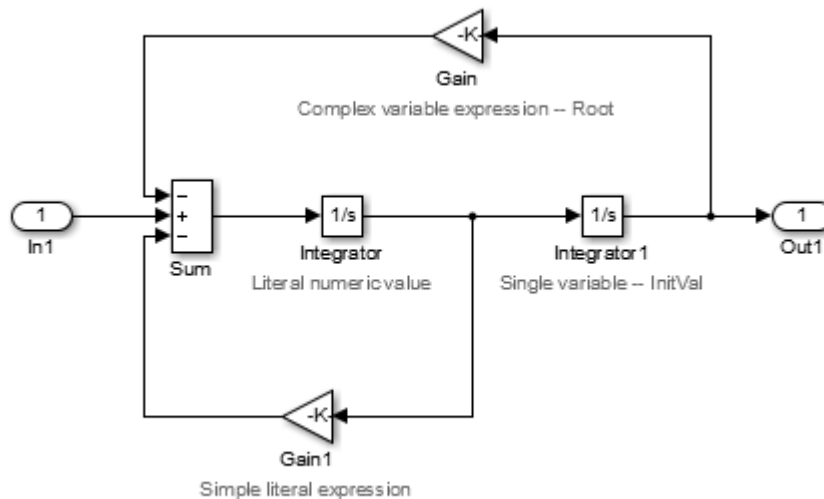 -K-
Gain
Complex variable expression -- Root
−
+
−
1
In1
Sum
1/s
Integrator
Literal numeric value
1/s
Integrator1
Single variable -- InitVal
1
Out1
-K-
Gain1
Simple literal expression